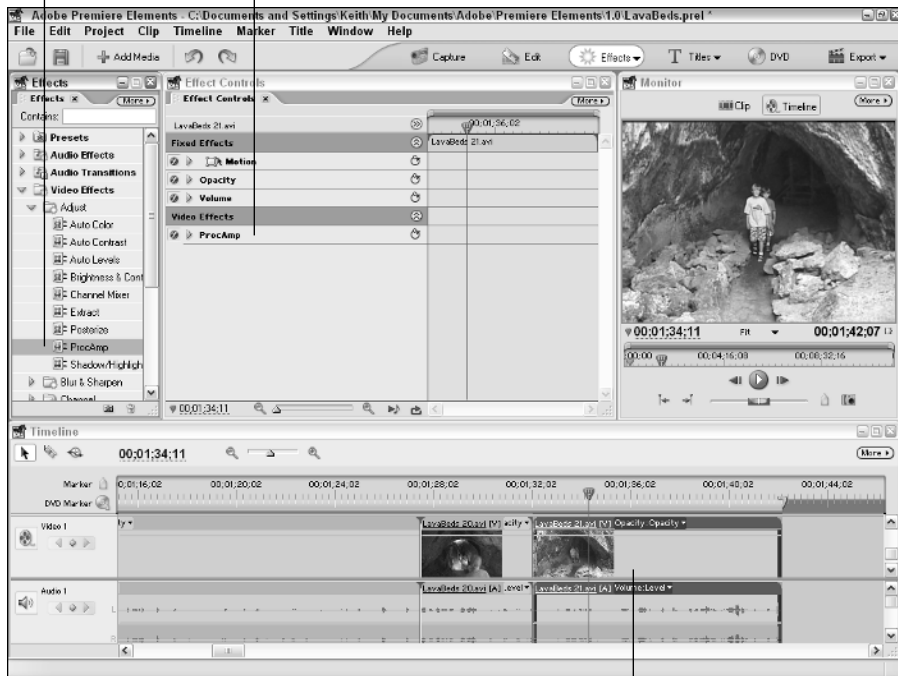 Adobe Premiere Elements - C:\Documents and Settings\Keith\My Documents\Adobe\Premiere Elements\1.0\LavaBeds.prel *
File Edit Project Clip Timeline Marker Title Window Help
Add Media Capture Edit Effects Titles DVD Export
Effects
Effects x More
Contains:
Presets
Audio Effects
Audio Transitions
Video Effects
Adjust
Auto Color
Auto Contrast
Auto Levels
Brightness & Cont
Channel Mixer
Extract
Posterize
ProcAmp
Shadow/Highligh
Blur & Sharpen
Channel
Effect Controls
Effect Controls x More
LavaBeds 21.avi 00;01;36;02
Fixed Effects LavaBeds 21.avi
Motion
Opacity
Volume
Video Effects
ProcAmp
00;01;34;11
Monitor
Clip Timeline More
00;01;34;11 Fit 00;01;42;07
00;00 00;04;16;08 00;08;32;16
Timeline
00;01;34;11 More
Marker 0;01;16;02 00;01;20;02 00;01;24;02 00;01;28;02 00;01;32;02 00;01;36;02 00;01;40;02 00;01;44;02
DVD Marker
Video 1 ty LavaBeds 20.avi [V] acity LavaBeds 21.avi [V] Opacity:Opacity
Audio 1 LavaBeds 20.avi [A] :evel LavaBeds 21.avi [A] Volume:Level
L
R